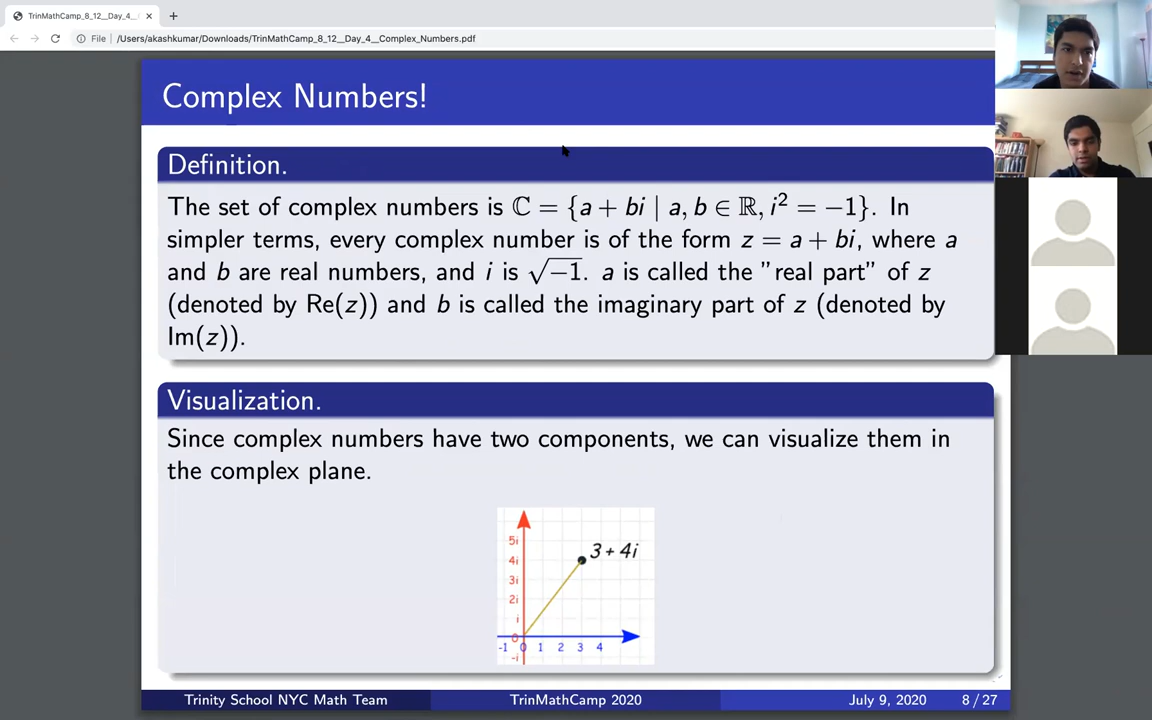 TrinMathCamp_8_12__Day_4_
File /Users/akashkumar/Downloads/TrinMathCamp_8_12__Day_4__Complex_Numbers.pdf
Complex Numbers!
Definition.
The set of complex numbers is ℂ = {a + bi | a, b ∈ ℝ, i² = −1}. In
simpler terms, every complex number is of the form z = a + bi, where a
and b are real numbers, and i is √−1. a is called the ”real part” of z
(denoted by Re(z)) and b is called the imaginary part of z (denoted by
Im(z)).
Visualization.
Since complex numbers have two components, we can visualize them in
the complex plane.
5i
4i
3i
2i
i
0
-i
3 + 4i
-1 0 1 2 3 4
Trinity School NYC Math Team TrinMathCamp 2020 July 9, 2020 8 / 27